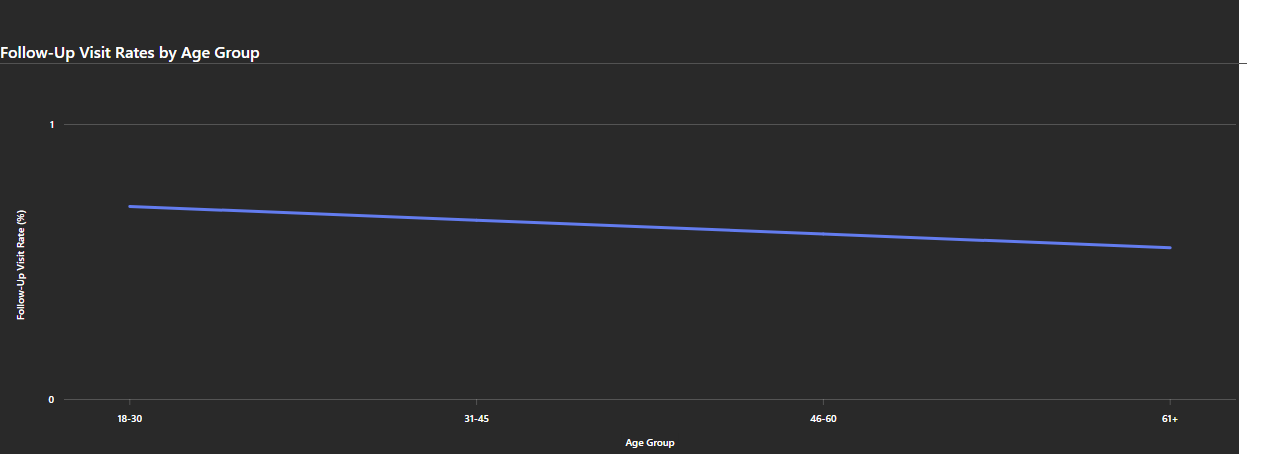 Follow-Up Visit Rates by Age Group
1
Follow-Up Visit Rate (%)
0
18-30
31-45
46-60
61+
Age Group